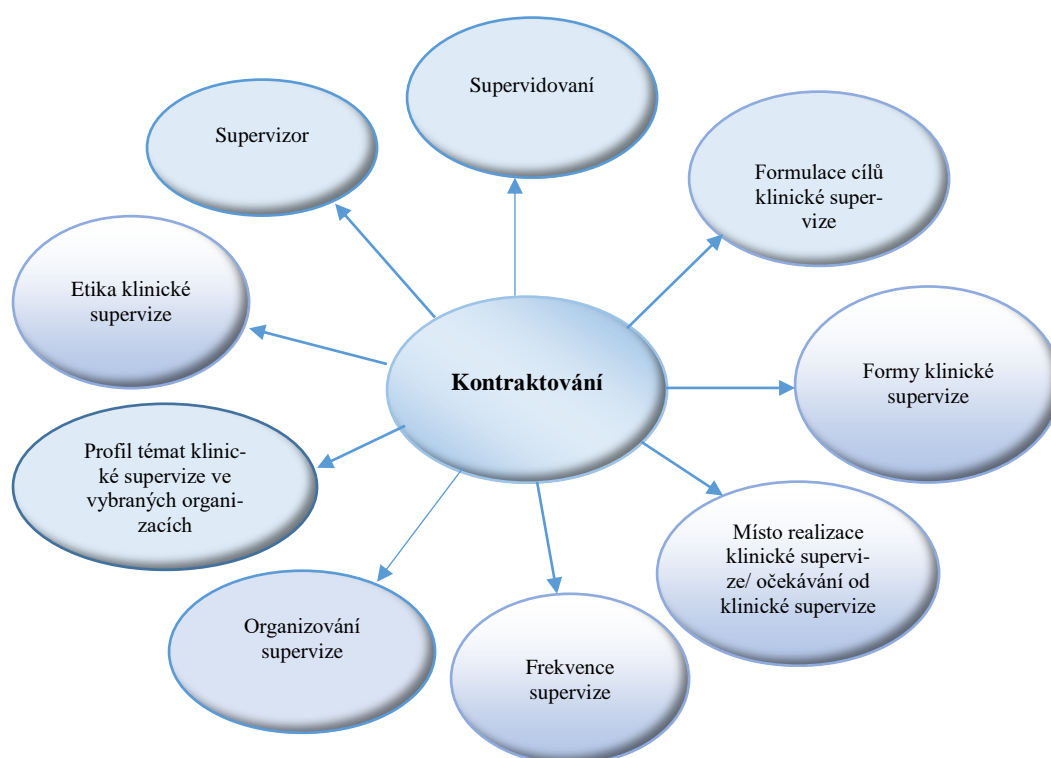 Supervidovaní
Supervizor
Formulace cílů
klinické super-
vize
Etika klinické
supervize
Kontraktování
Formy klinické
supervize
Profil témat klinic-
ké supervize ve
vybraných organi-
zacích
Místo realizace
klinické supervi-
ze/ očekávání od
klinické supervize
Organizování
supervize
Frekvence
supervize